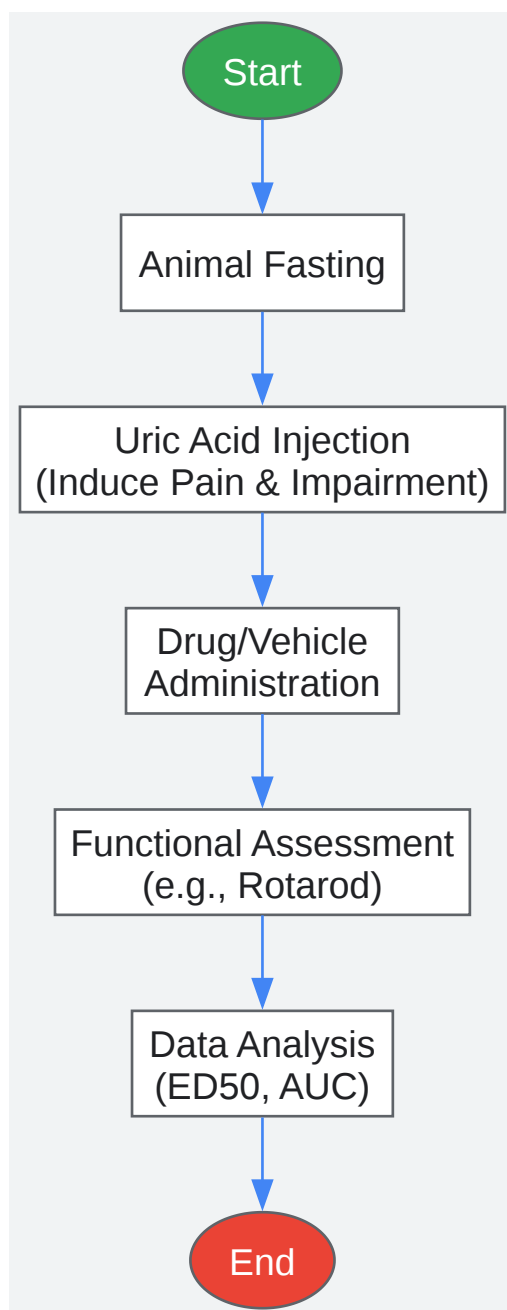 Start
Animal Fasting
Uric Acid Injection
(Induce Pain & Impairment)
Drug/Vehicle
Administration
Functional Assessment
(e.g., Rotarod)
Data Analysis
(ED50, AUC)
End